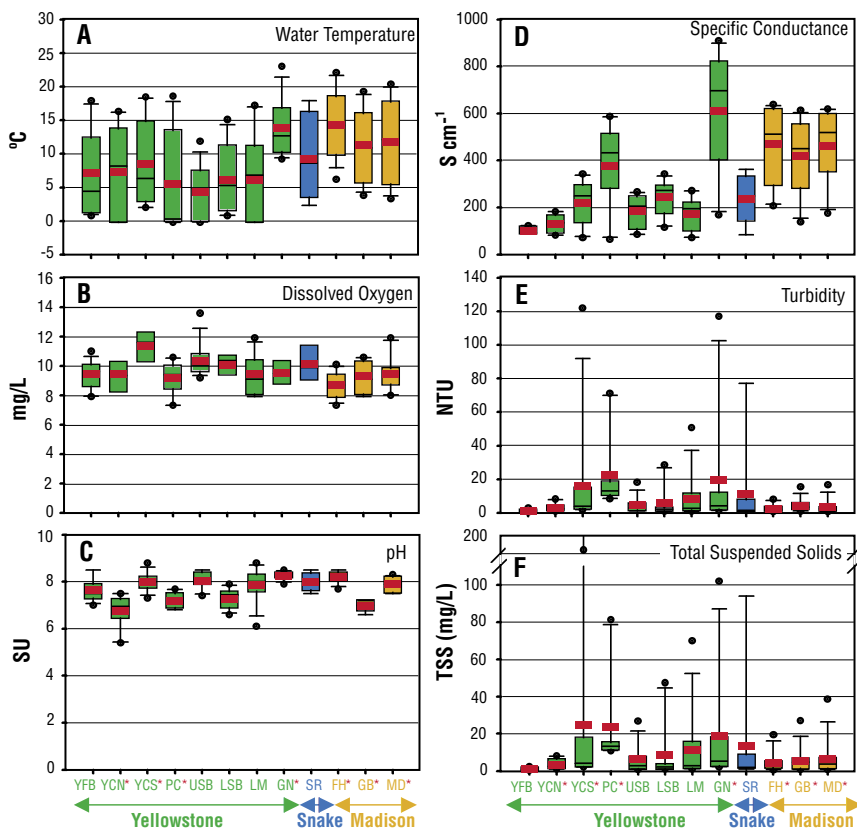 A
Water Temperature
30
25
20
15
10
5
0
-5
ºC
D
Specific Conductance
1000
800
600
400
200
0
S cm⁻¹
B
Dissolved Oxygen
16
14
12
10
8
6
4
2
0
mg/L
E
Turbidity
140
120
100
80
60
40
20
0
NTU
C
pH
10
8
6
4
2
0
SU
F
Total Suspended Solids
200
100
80
60
40
20
0
TSS (mg/L)
YFB YCN* YCS* PC* USB LSB LM GN* SR FH* GB* MD*
Yellowstone Snake Madison
YFB YCN* YCS* PC* USB LSB LM GN* SR FH* GB* MD*
Yellowstone Snake Madison